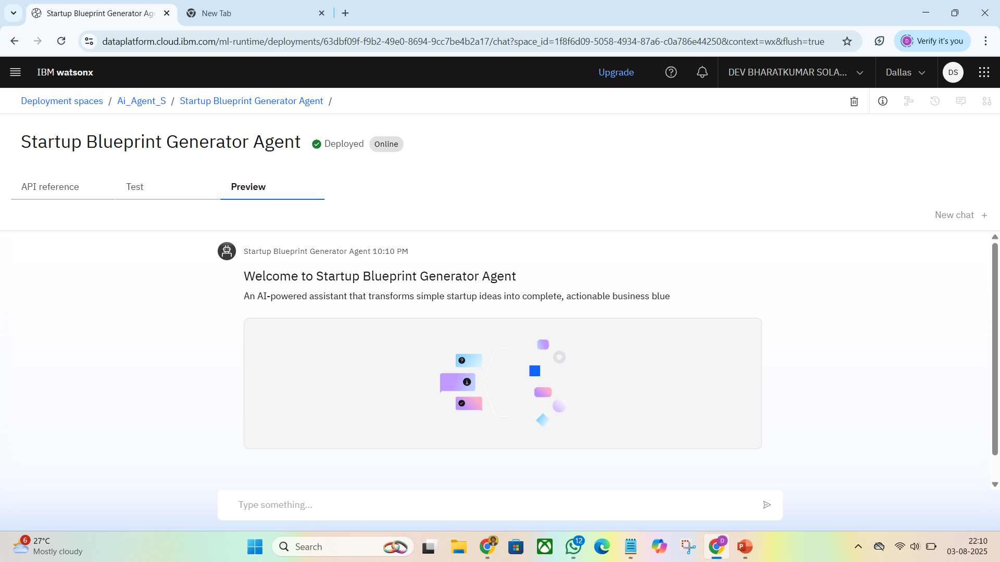 Startup Blueprint Generator Age
New Tab
dataplatform.cloud.ibm.com/ml-runtime/deployments/63dbf09f-f9b2-49e0-8694-9cc7be4b2a17/chat?space_id=1f8f6d09-5058-4934-87a6-c0a786e44250&context=wx&flush=true
D
Verify it's you
IBM watsonx
Upgrade
DEV BHARATKUMAR SOLA...
Dallas
DS
Deployment spaces / Ai_Agent_S / Startup Blueprint Generator Agent /
Startup Blueprint Generator Agent
Deployed
Online
API reference
Test
Preview
New chat +
Startup Blueprint Generator Agent 10:10 PM
Welcome to Startup Blueprint Generator Agent
An AI-powered assistant that transforms simple startup ideas into complete, actionable business blue
Type something...
6
27°C
Mostly cloudy
Search
12
D
P
22:10
03-08-2025